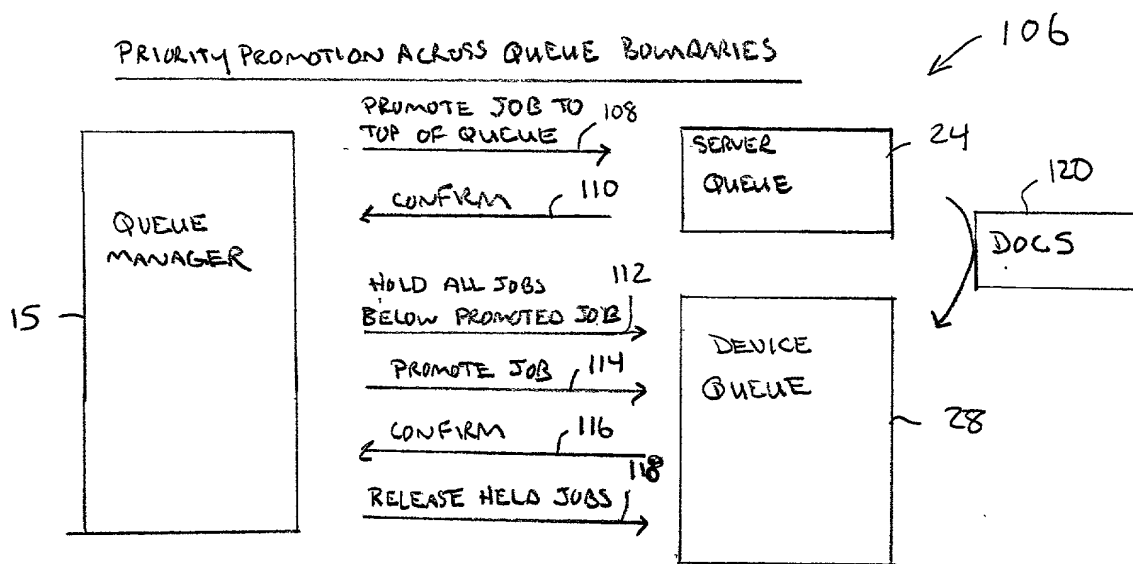 PRIORITY PROMOTION ACROSS QUEUE BOUNDARIES
106
PROMOTE JOB TO
TOP OF QUEUE
108
SERVER
QUEUE
24
CONFIRM
110
120
DOCS
QUEUE
MANAGER
15
HOLD ALL JOBS
BELOW PROMOTED JOB
112
DEVICE
QUEUE
PROMOTE JOB
114
28
CONFIRM
116
118
RELEASE HELD JOBS